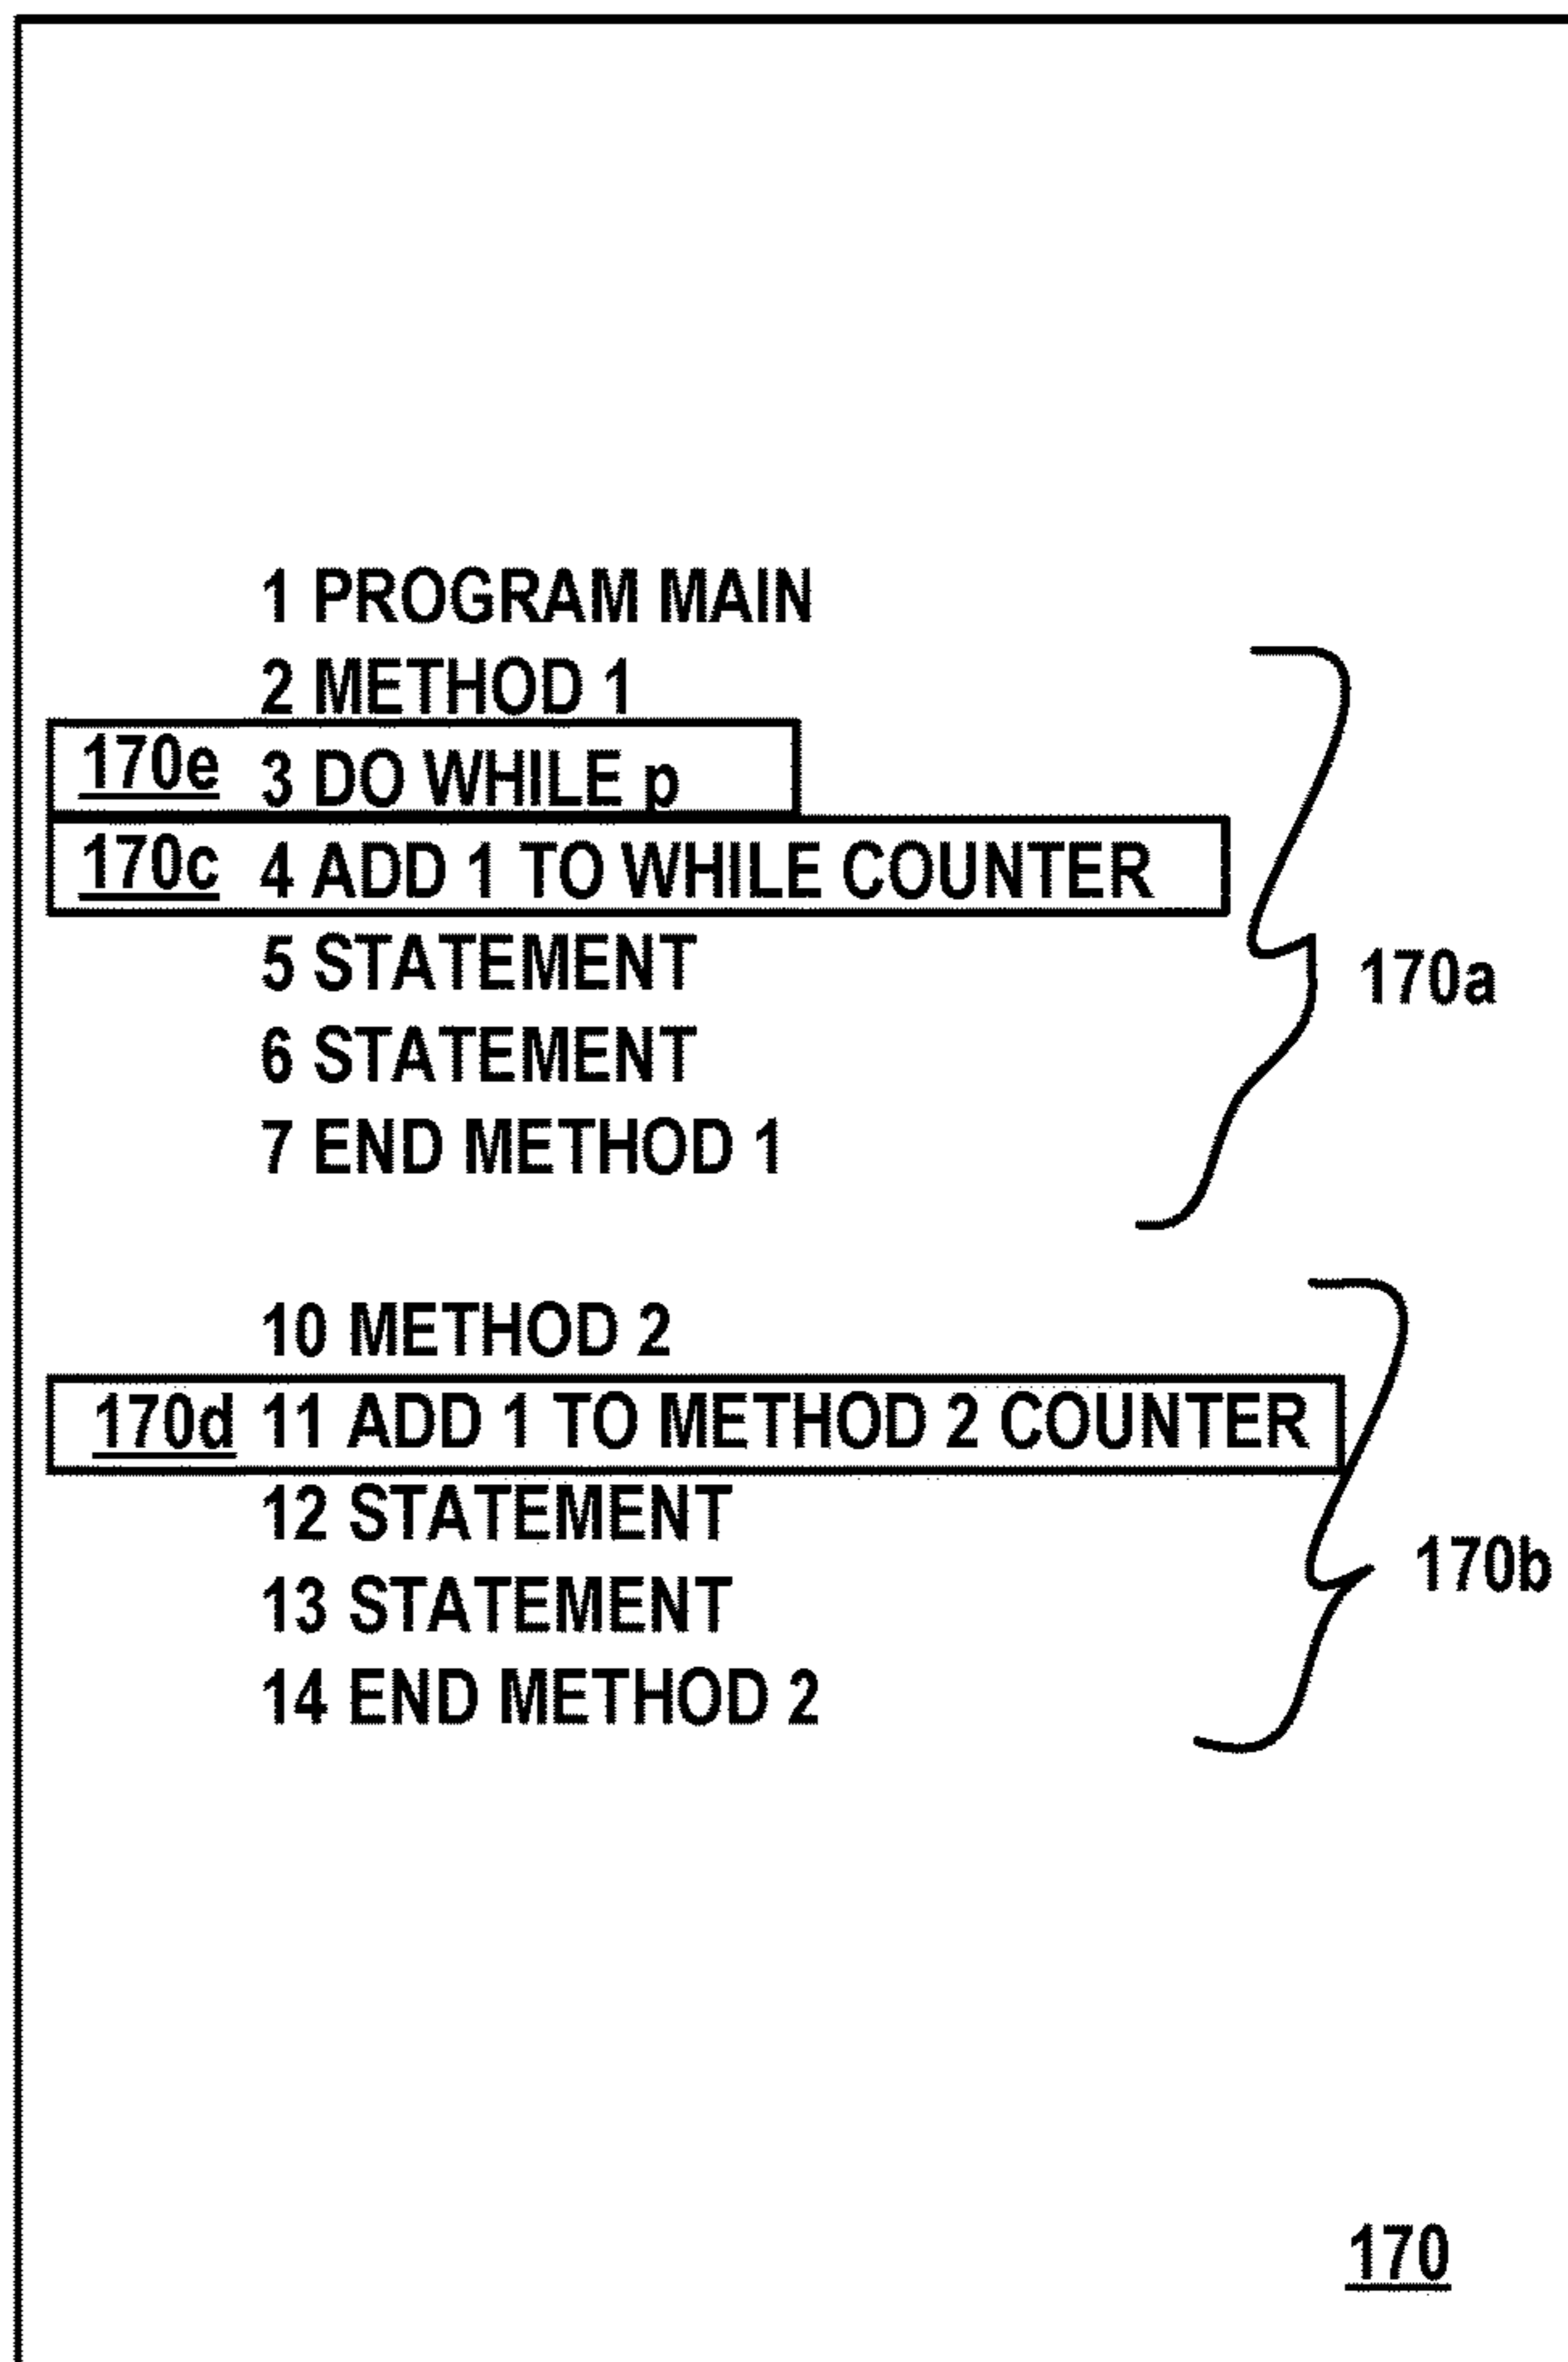 1 PROGRAM MAIN
2 METHOD 1
170e 3 DO WHILE p
170c 4 ADD 1 TO WHILE COUNTER
5 STATEMENT
170a
6 STATEMENT
7 END METHOD 1
10 METHOD 2
170d 11 ADD 1 TO METHOD 2 COUNTER
12 STATEMENT
170b
13 STATEMENT
14 END METHOD 2
170